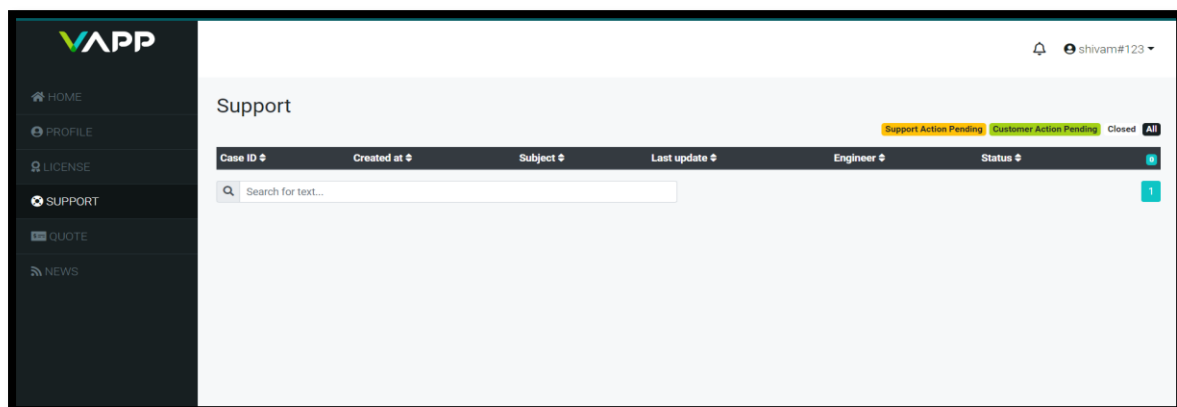 VAPP
shivam#123
HOME
PROFILE
LICENSE
SUPPORT
QUOTE
NEWS
Support
Support Action Pending Customer Action Pending Closed All
Case ID Created at Subject Last update Engineer Status 0
Search for text...
1